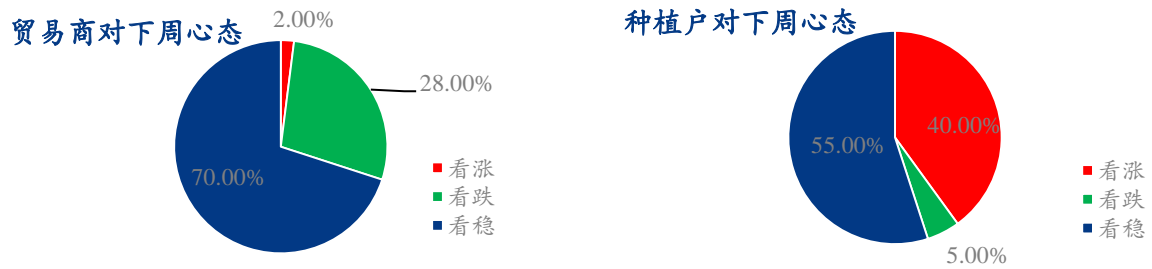 贸易商对下周心态
2.00%
28.00%
70.00%
看涨
看跌
看稳
种植户对下周心态
40.00%
55.00%
5.00%
看涨
看跌
看稳